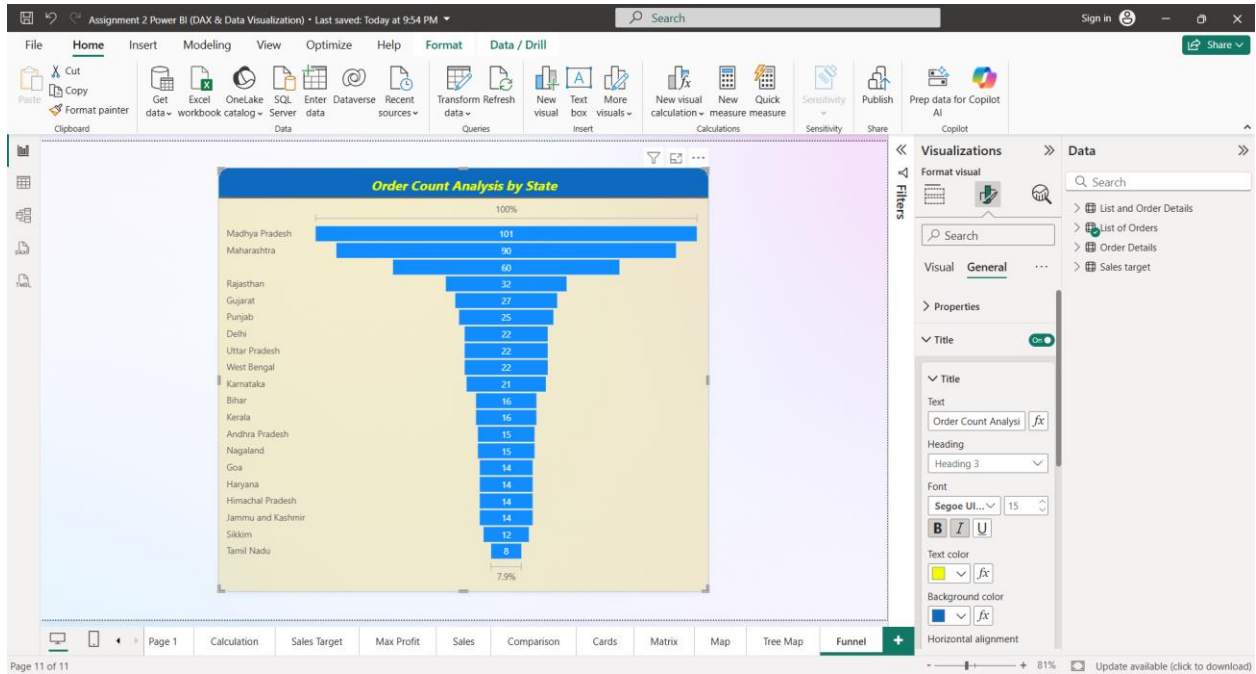 Assignment 2 Power BI (DAX & Data Visualization) • Last saved: Today at 9:54 PM
Search
Sign in
File Home Insert Modeling View Optimize Help Format Data / Drill
Share
Paste
Cut
Copy
Format painter
Get data
Excel workbook
OneLake catalog
SQL Server
Enter data
Dataverse
Recent sources
Transform data
Refresh
New visual
Text box
More visuals
New visual calculation
New measure
Quick measure
Sensitivity
Publish
Prep data for Copilot AI
Clipboard
Data
Queries
Insert
Calculations
Sensitivity
Share
Copilot
Order Count Analysis by State
100%
Madhya Pradesh 101
Maharashtra 90
60
Rajasthan 32
Gujarat 27
Punjab 25
Delhi 22
Uttar Pradesh 22
West Bengal 22
Karnataka 21
Bihar 16
Kerala 16
Andhra Pradesh 15
Nagaland 15
Goa 14
Haryana 14
Himachal Pradesh 14
Jammu and Kashmir 14
Sikkim 12
Tamil Nadu 8
7.9%
Filters
Visualizations
Format visual
Search
Visual General
Properties
Title
On
Title
Text
Order Count Analysi
fx
Heading
Heading 3
Font
Segoe UI... 15
B I U
Text color
fx
Background color
fx
Horizontal alignment
Data
Search
List and Order Details
List of Orders
Order Details
Sales target
Page 1 Calculation Sales Target Max Profit Sales Comparison Cards Matrix Map Tree Map Funnel
Page 11 of 11
81%
Update available (click to download)